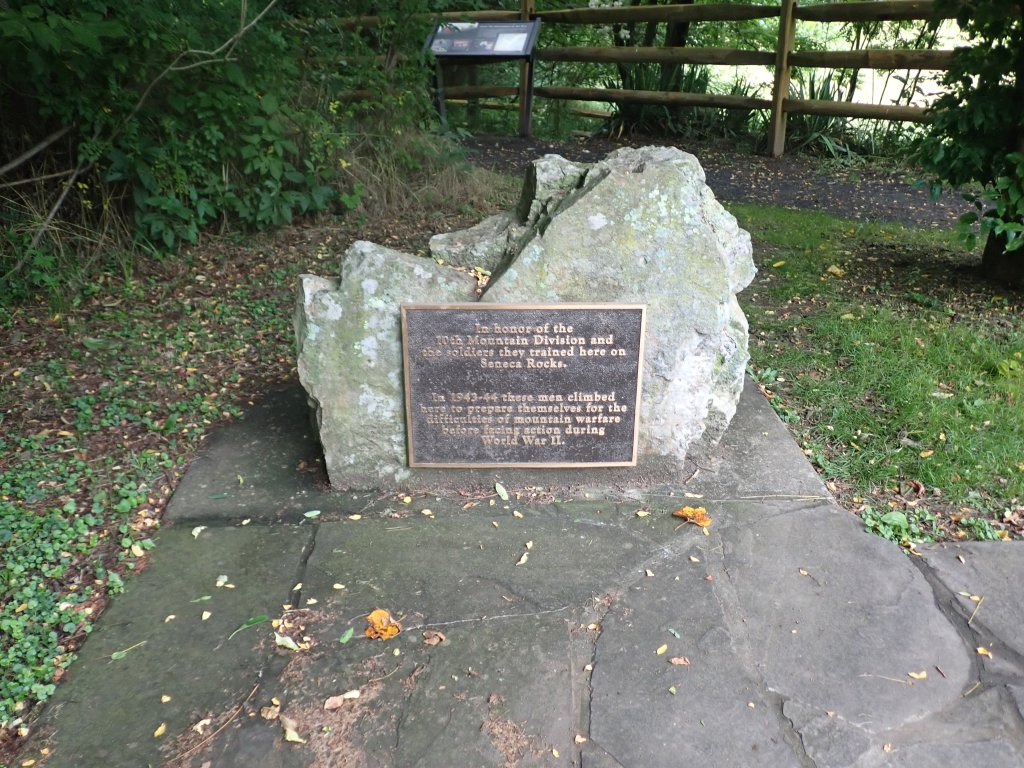 In honor of the
10th Mountain Division and
the soldiers they trained here on
Seneca Rocks.
In 1943-44 these men climbed
here to prepare themselves for the
difficulties of mountain warfare
before facing action during
World War II.